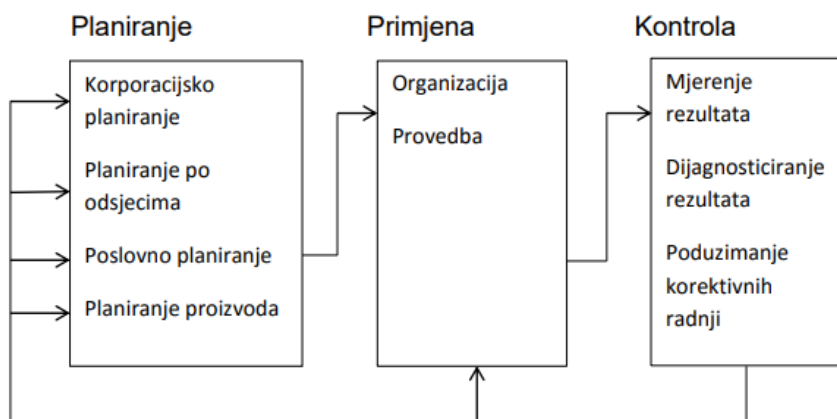 Planiranje
Korporacijsko
planiranje
Planiranje po
odsjecima
Poslovno planiranje
Planiranje proizvoda
Primjena
Organizacija
Provedba
Kontrola
Mjerenje
rezultata
Dijagnosticiranje
rezultata
Poduzimanje
korektivnih
radnji